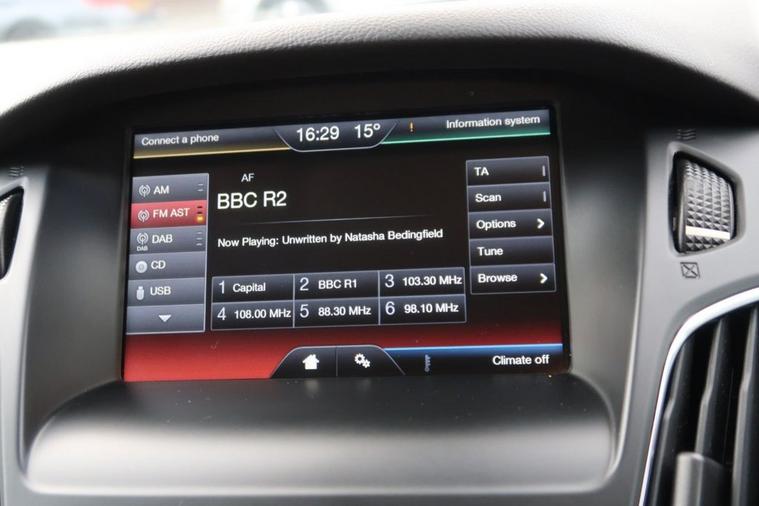 Connect a phone
16:29 15°
!
Information system
AM
FM AST
DAB
DAB
CD
USB
AF
BBC R2
Now Playing: Unwritten by Natasha Bedingfield
1 Capital
2 BBC R1
3 103.30 MHz
4 108.00 MHz
5 88.30 MHz
6 98.10 MHz
TA
Scan
Options
Tune
Browse
Climate off